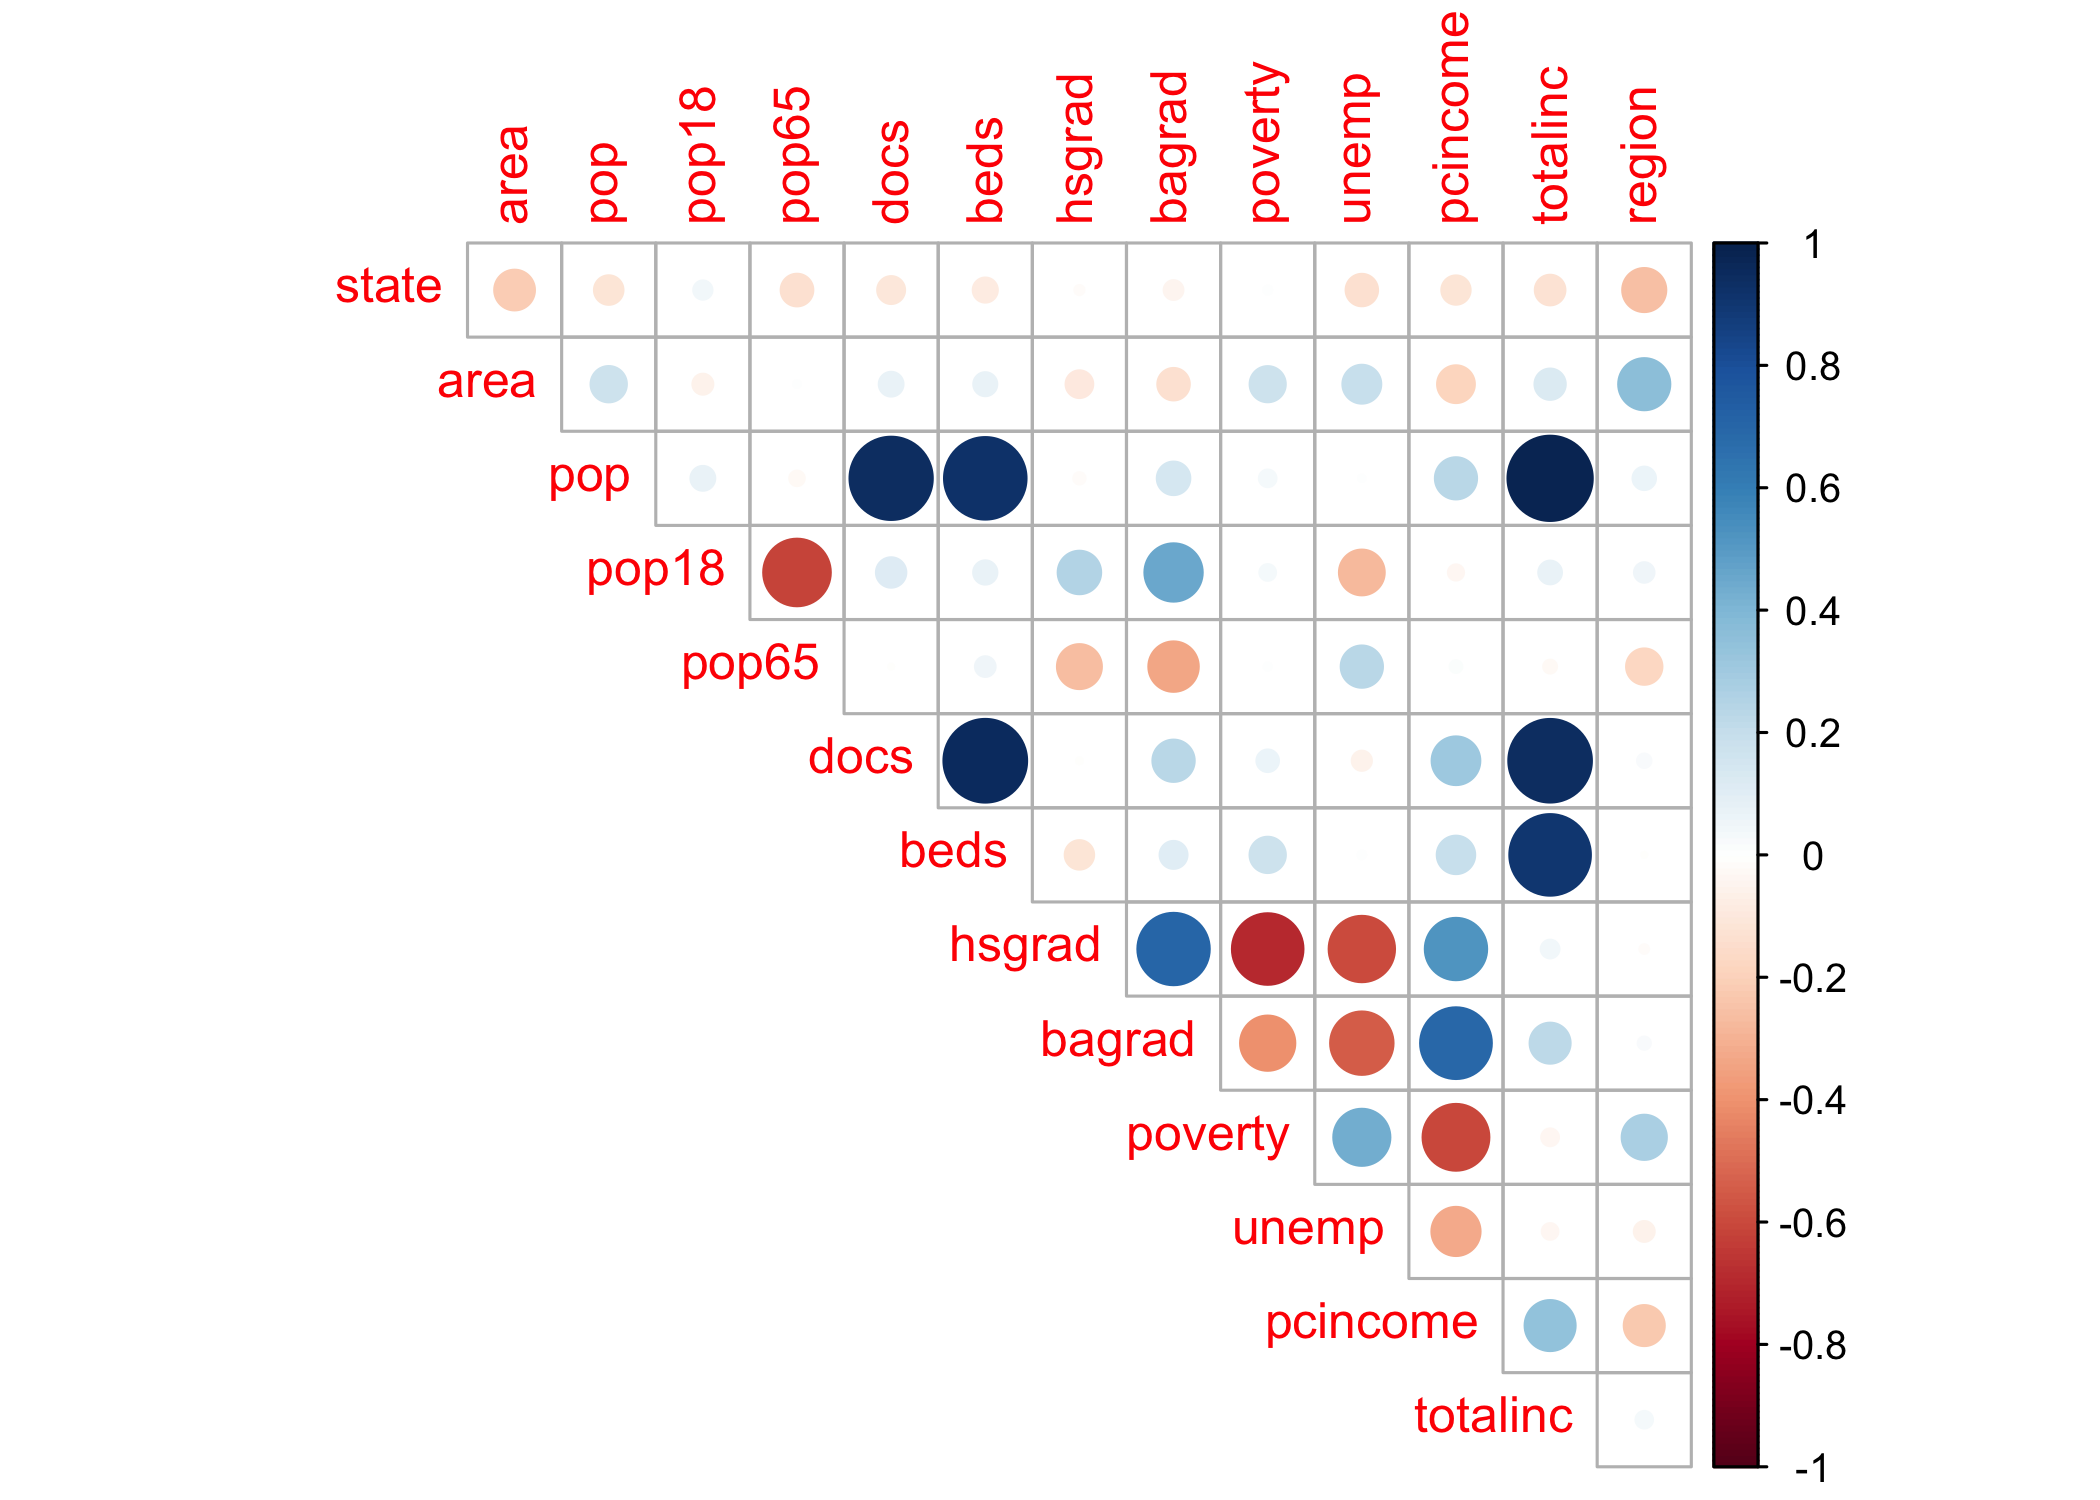 area pop pop18 pop65 docs beds hsgrad bagrad poverty unemp pcincome totalinc region
state
area
pop
pop18
pop65
docs
beds
hsgrad
bagrad
poverty
unemp
pcincome
totalinc
1
0.8
0.6
0.4
0.2
0
-0.2
-0.4
-0.6
-0.8
-1